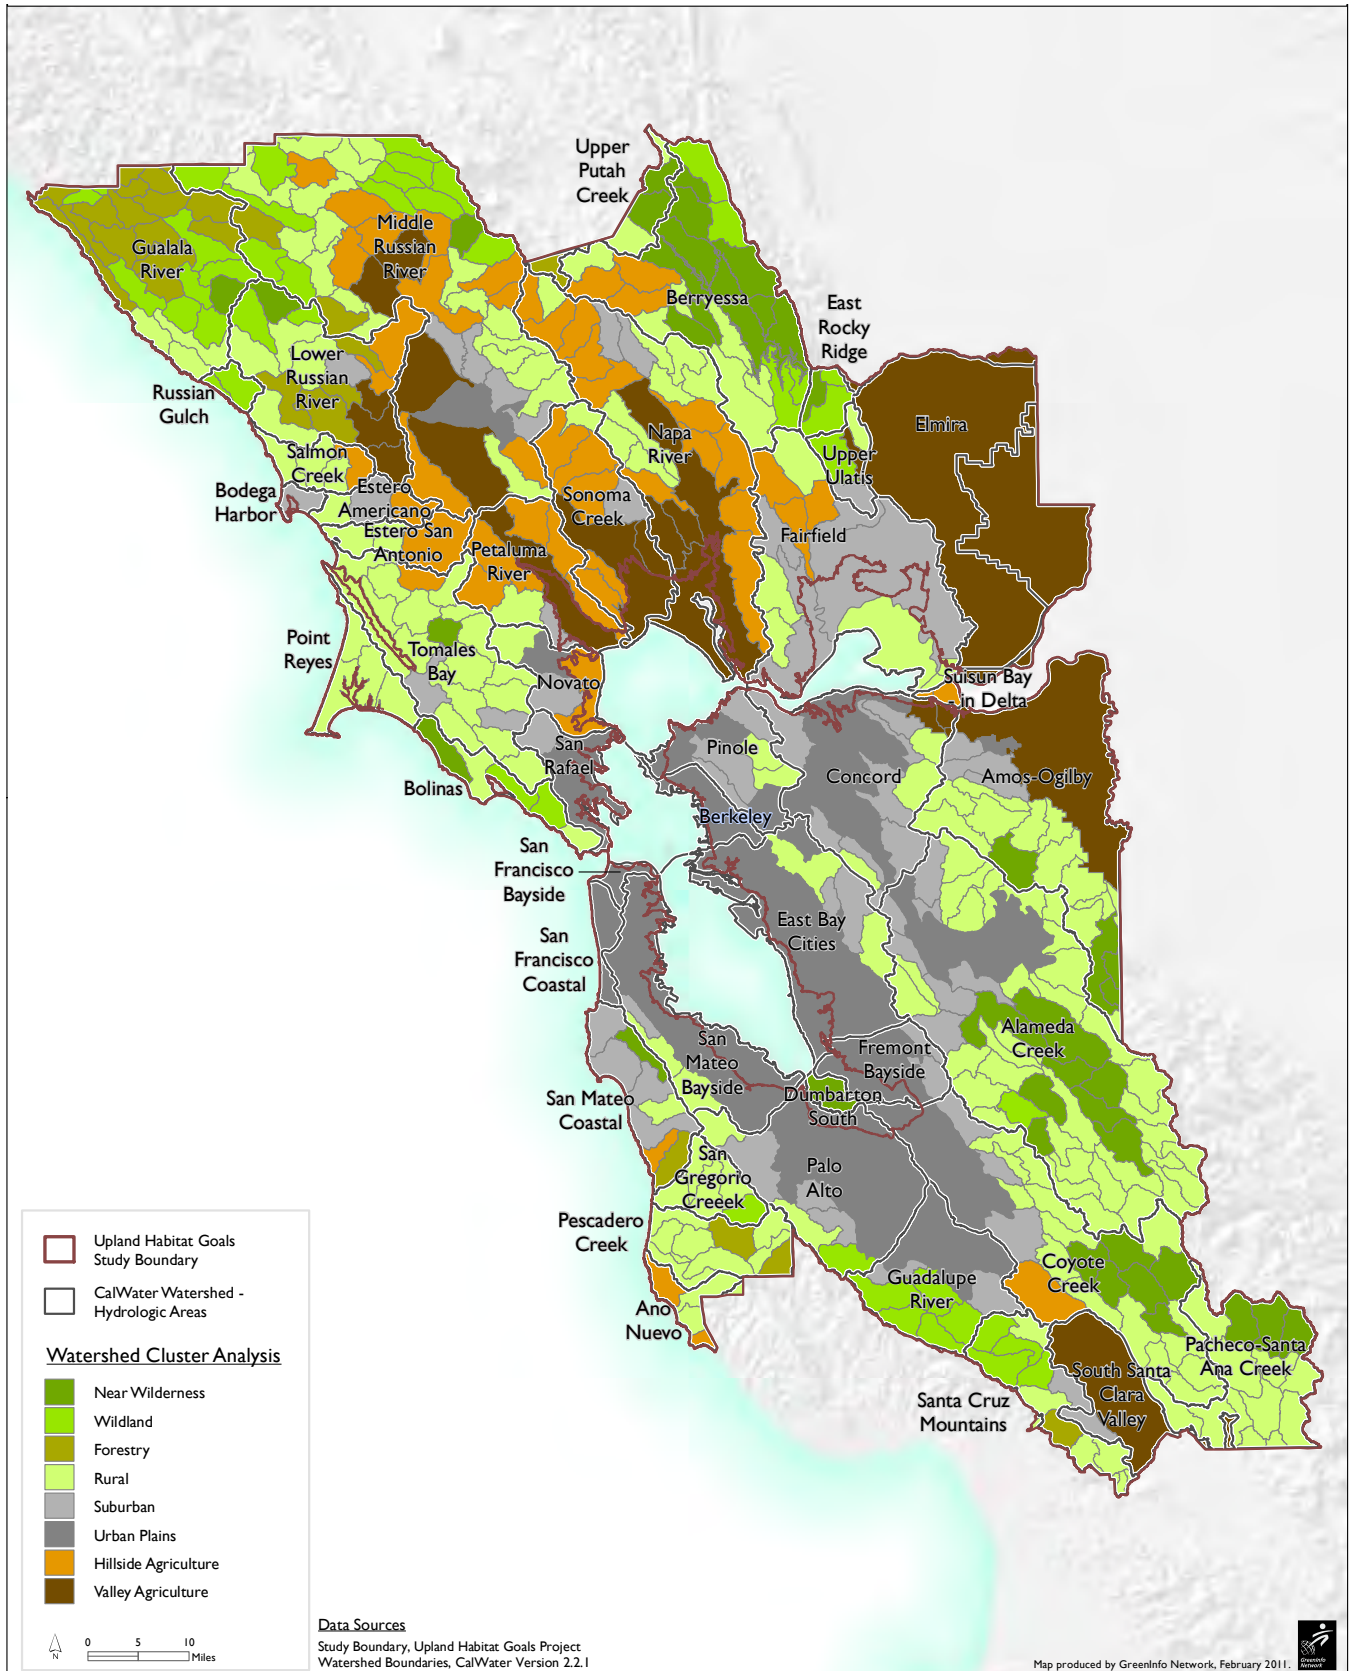 Upper
Putah
Creek
Middle
Russian
River
Gualala
River
Berryessa
East
Rocky
Ridge
Lower
Russian
River
Russian
Gulch
Elmira
Napa
River
Upper
Ulatis
Salmon
Creek
Bodega
Harbor
Estero
Americano
Sonoma
Creek
Estero San
Antonio
Fairfield
Petaluma
River
Point
Reyes
Tomales
Bay
Novato
Suisun Bay
- in Delta
San
Rafael
Pinole
Concord
Amos-Ogilby
Bolinas
Berkeley
San
Francisco
Bayside
East Bay
Cities
San
Francisco
Coastal
Alameda
Creek
San
Mateo
Bayside
Fremont
Bayside
San Mateo
Coastal
Dumbarton
South
San
Gregorio
Creeek
Palo
Alto
Pescadero
Creek
Coyote
Creek
Guadalupe
River
Ano
Nuevo
Pacheco-Santa
Ana Creek
South Santa
Clara
Valley
Santa Cruz
Mountains
Upland Habitat Goals
Study Boundary
CalWater Watershed -
Hydrologic Areas
Watershed Cluster Analysis
Near Wilderness
Wildland
Forestry
Rural
Suburban
Urban Plains
Hillside Agriculture
Valley Agriculture
N
0 5 10
Miles
Data Sources
Study Boundary, Upland Habitat Goals Project
Watershed Boundaries, CalWater Version 2.2.1
GreenInfo
Network
Map produced by GreenInfo Network, February 2011.